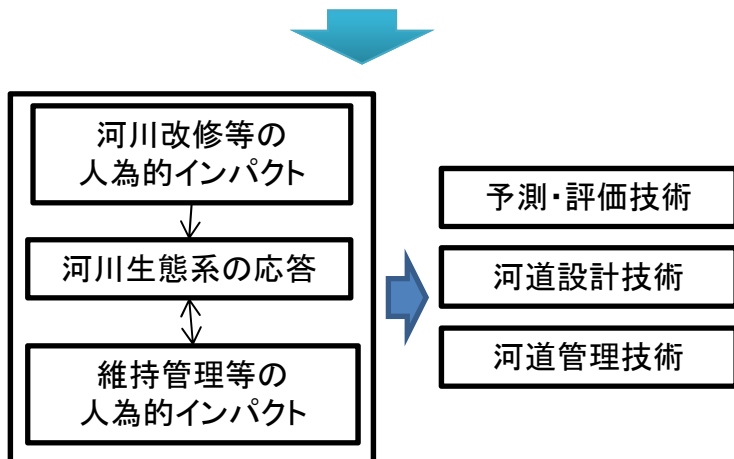 河川改修等の
人為的インパクト
河川生態系の応答
維持管理等の
人為的インパクト
予測・評価技術
河道設計技術
河道管理技術